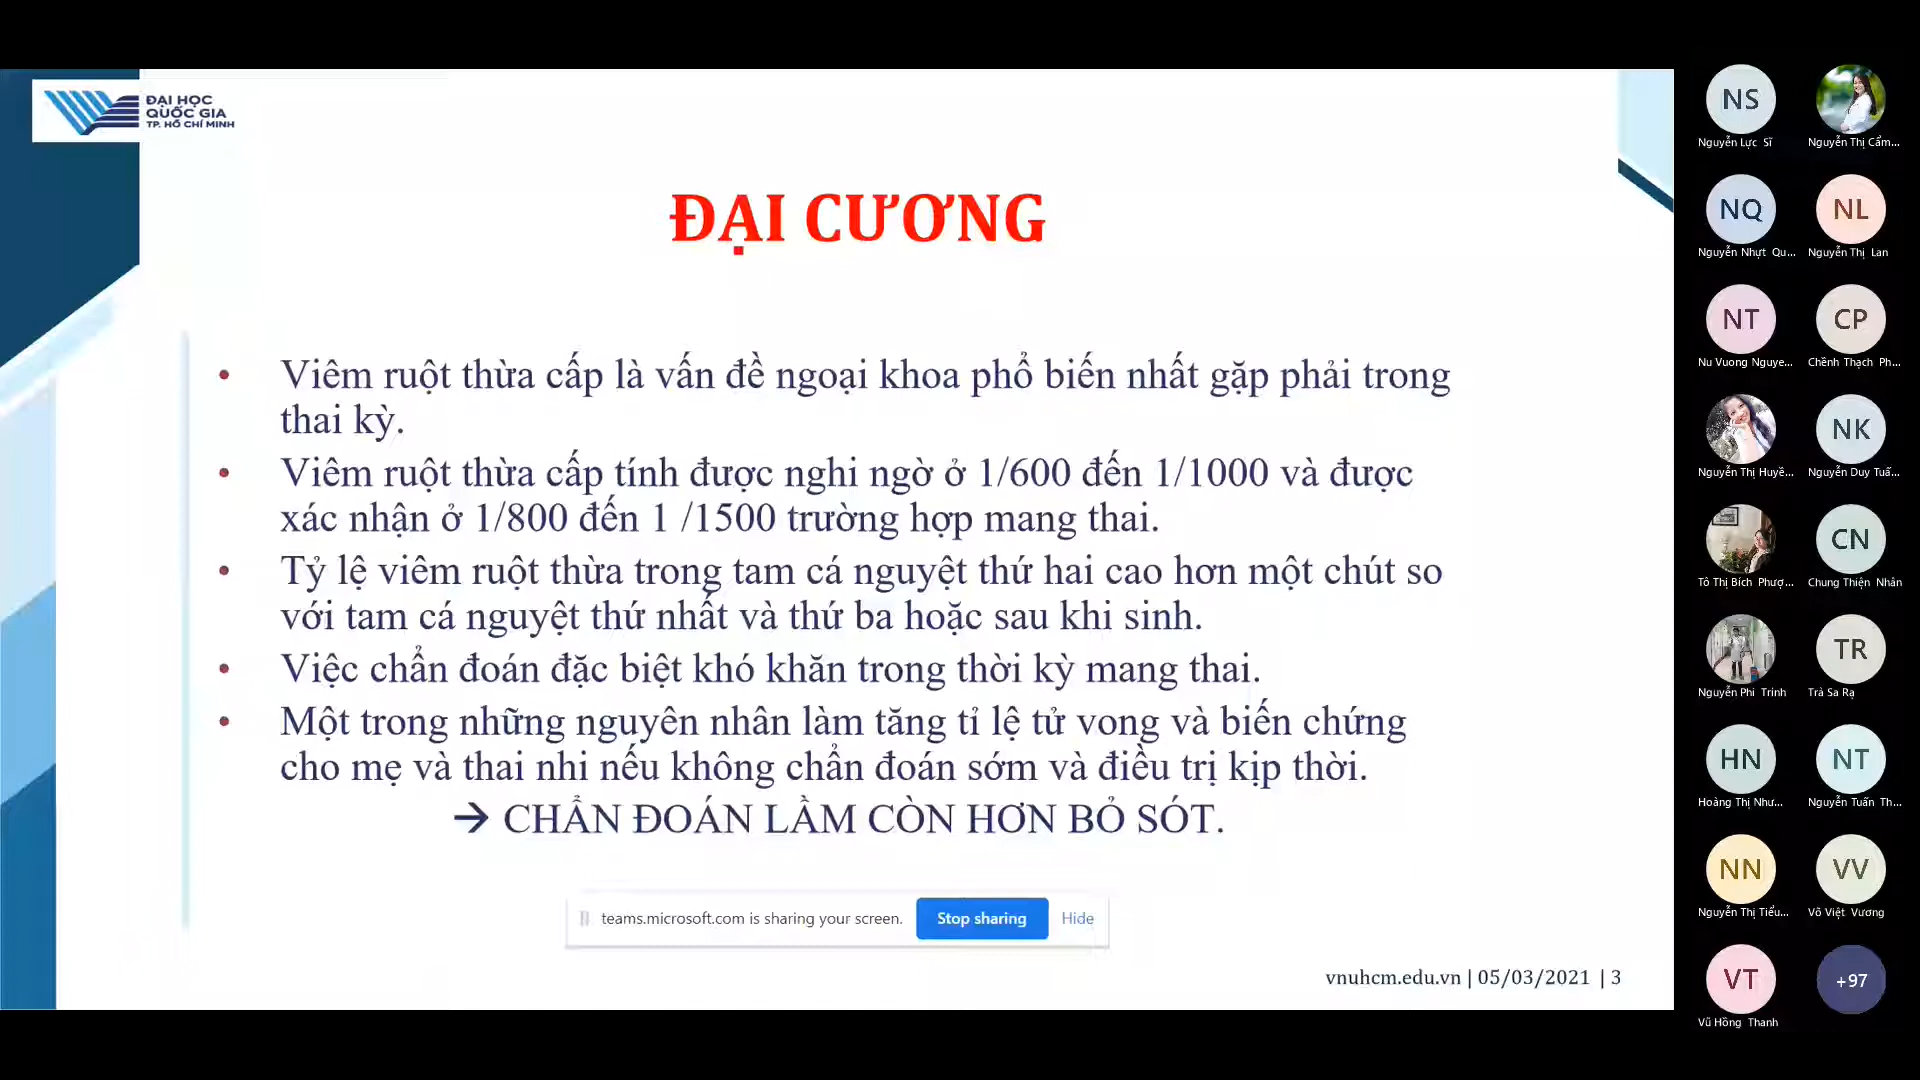 ĐẠI HỌC
QUỐC GIA
TP. HỒ CHÍ MINH
ĐẠI CƯƠNG
• Viêm ruột thừa cấp là vấn đề ngoại khoa phổ biến nhất gặp phải trong
thai kỳ.
• Viêm ruột thừa cấp tính được nghi ngờ ở 1/600 đến 1/1000 và được
xác nhận ở 1/800 đến 1 /1500 trường hợp mang thai.
• Tỷ lệ viêm ruột thừa trong tam cá nguyệt thứ hai cao hơn một chút so
với tam cá nguyệt thứ nhất và thứ ba hoặc sau khi sinh.
• Việc chẩn đoán đặc biệt khó khăn trong thời kỳ mang thai.
• Một trong những nguyên nhân làm tăng tỉ lệ tử vong và biến chứng
cho mẹ và thai nhi nếu không chẩn đoán sớm và điều trị kịp thời.
→ CHẨN ĐOÁN LẦM CÒN HƠN BỎ SÓT.
teams.microsoft.com is sharing your screen. Stop sharing Hide
vnuhcm.edu.vn | 05/03/2021 | 3
NS
Nguyễn Lực Sĩ
Nguyễn Thị Cẩm...
NQ NL
Nguyễn Nhựt Qu... Nguyễn Thị Lan
NT CP
Nu Vuong Nguye... Chềnh Thạch Ph...
NK
Nguyễn Thị Huyề... Nguyễn Duy Tuấ...
CN
Tô Thị Bích Phượ... Chung Thiện Nhân
TR
Nguyễn Phi Trinh Trà Sa Rạ
HN NT
Hoàng Thị Như... Nguyễn Tuấn Th...
NN VV
Nguyễn Thị Tiểu... Võ Việt Vương
VT +97
Vũ Hồng Thanh